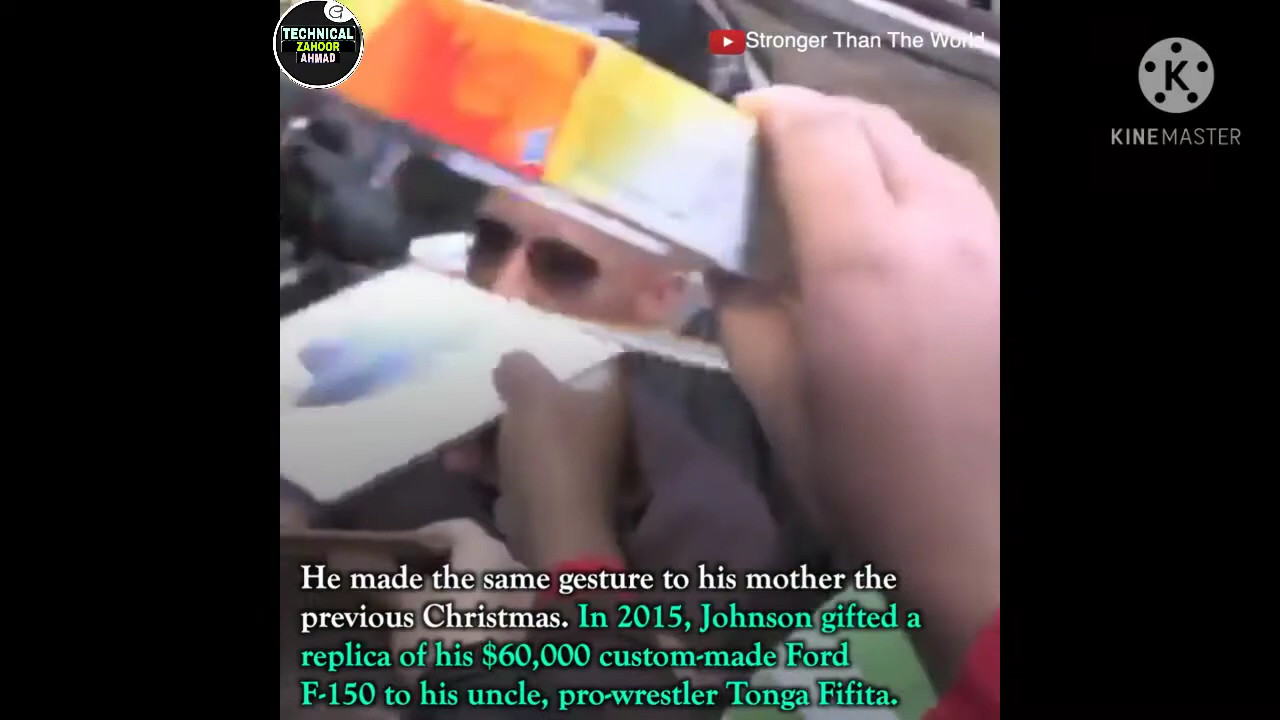 TECHNICAL
ZAHOOR
AHMAD
Stronger Than The World
K
KINEMASTER
He made the same gesture to his mother the
previous Christmas. In 2015, Johnson gifted a
replica of his $60,000 custom-made Ford
F-150 to his uncle, pro-wrestler Tonga Fifita.